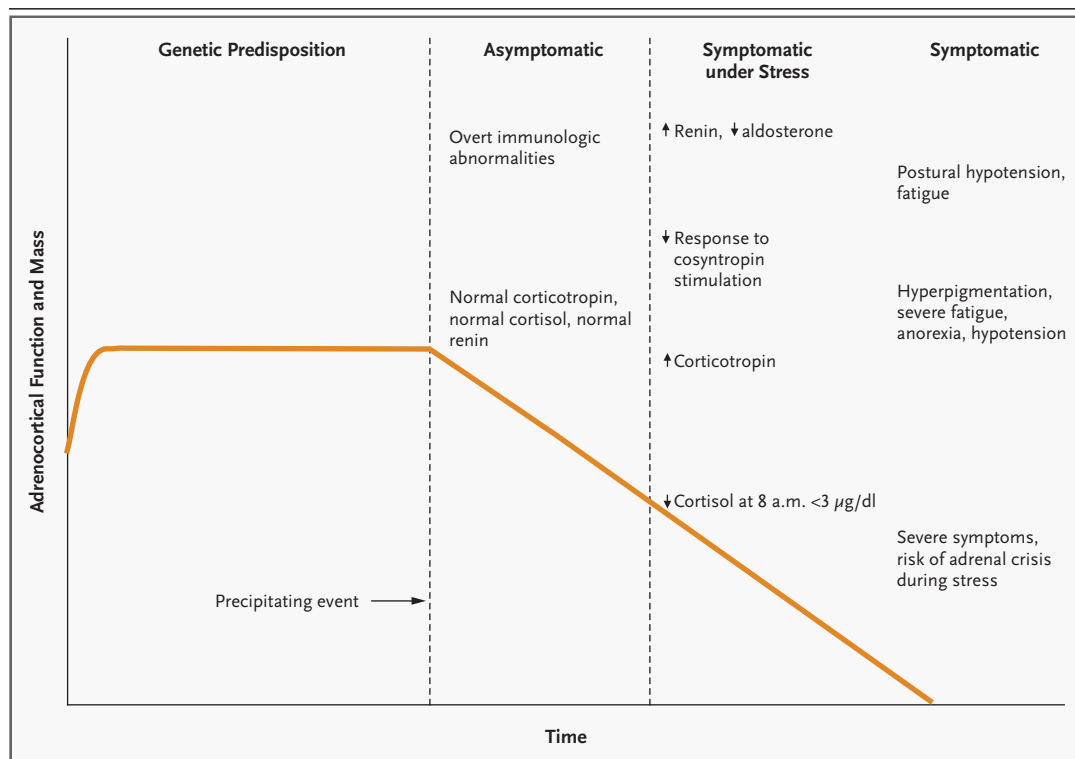 Genetic Predisposition
Asymptomatic
Symptomatic
under Stress
Symptomatic
Overt immunologic
abnormalities
↑ Renin, ↓ aldosterone
Postural hypotension,
fatigue
↓ Response to
cosyntropin
stimulation
Normal corticotropin,
normal cortisol, normal
renin
Hyperpigmentation,
severe fatigue,
anorexia, hypotension
↑ Corticotropin
↓ Cortisol at 8 a.m. <3 µg/dl
Severe symptoms,
risk of adrenal crisis
during stress
Precipitating event
Adrenocortical Function and Mass
Time